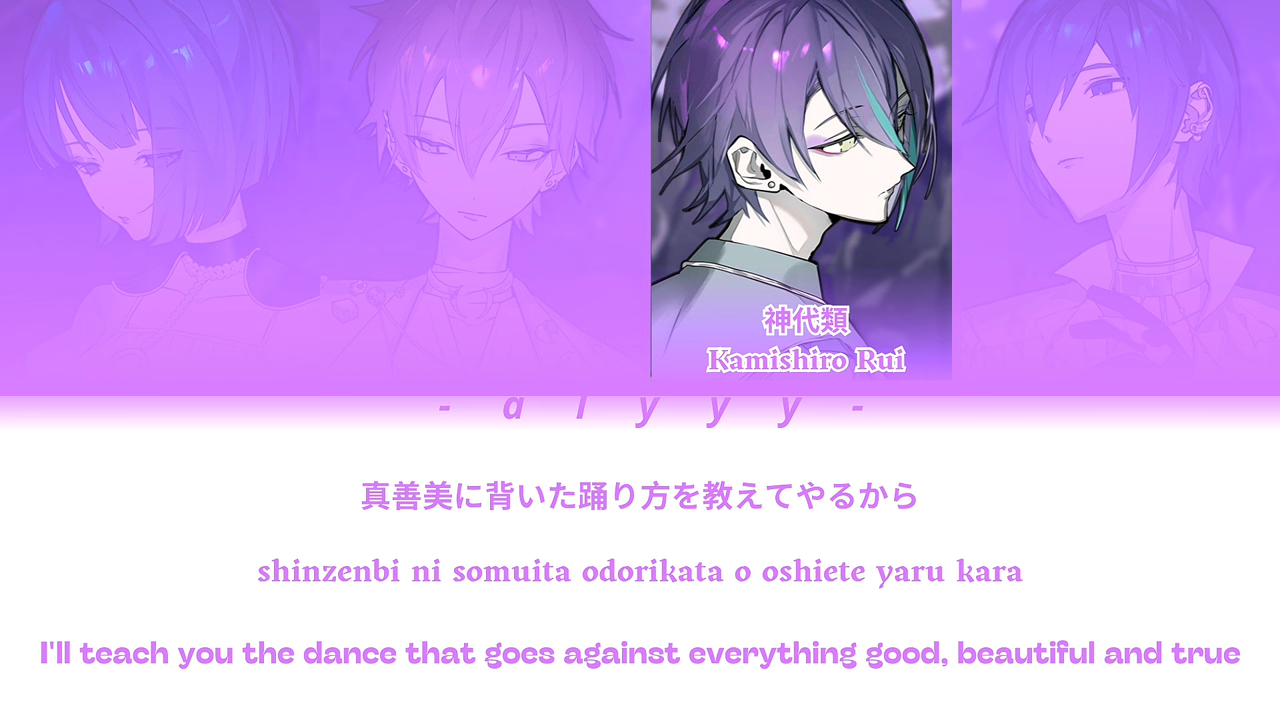 神代類
Kamishiro Rui
- a l y y y -
真善美に背いた踊り方を教えてやるから
shinzenbi ni somuita odorikata o oshiete yaru kara
I'll teach you the dance that goes against everything good, beautiful and true